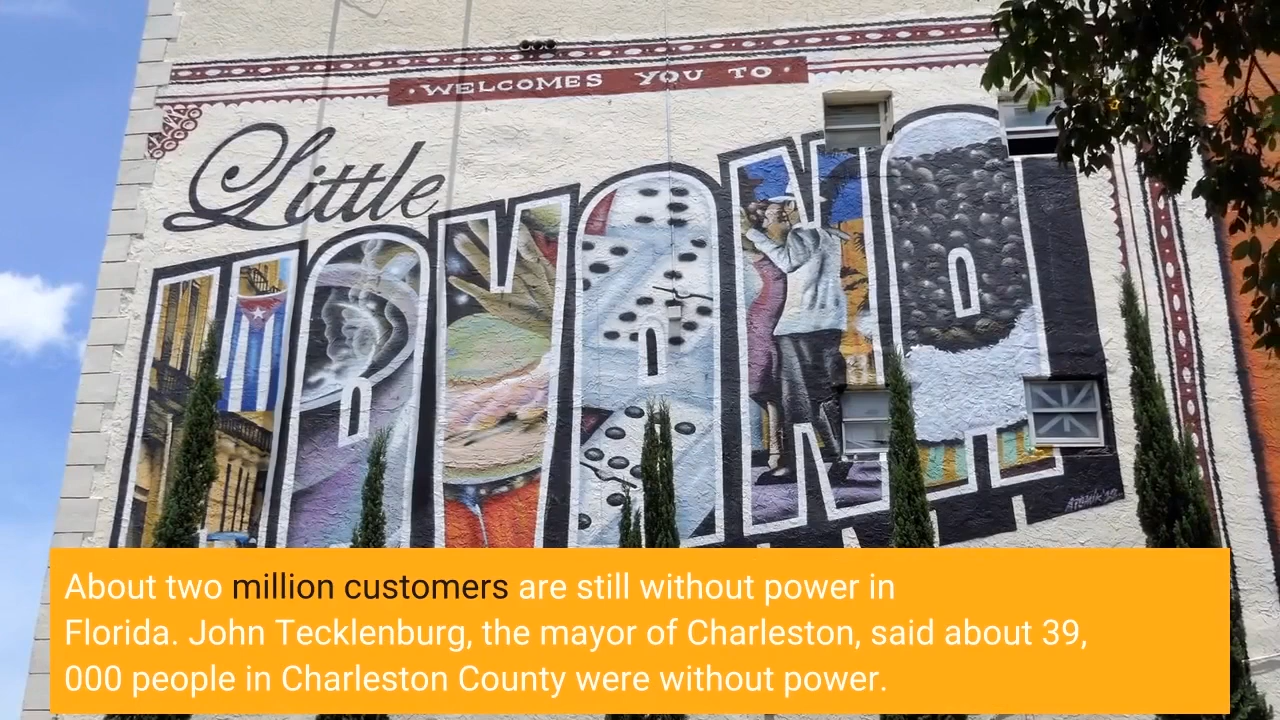 ·WELCOMES YOU TO·
Little
HAVANA
About two million customers are still without power in
Florida. John Tecklenburg, the mayor of Charleston, said about 39,
000 people in Charleston County were without power.